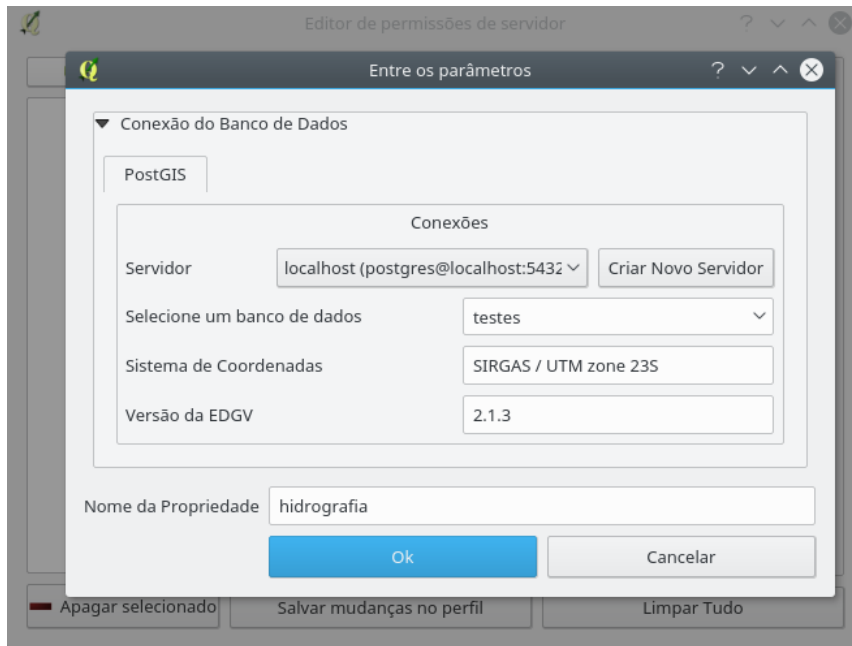 Editor de permissões de servidor
Entre os parâmetros
Conexão do Banco de Dados
PostGIS
Conexões
Servidor localhost (postgres@localhost:5432 Criar Novo Servidor
Selecione um banco de dados testes
Sistema de Coordenadas SIRGAS / UTM zone 23S
Versão da EDGV 2.1.3
Nome da Propriedade hidrografia
Ok Cancelar
Apagar selecionado Salvar mudanças no perfil Limpar Tudo